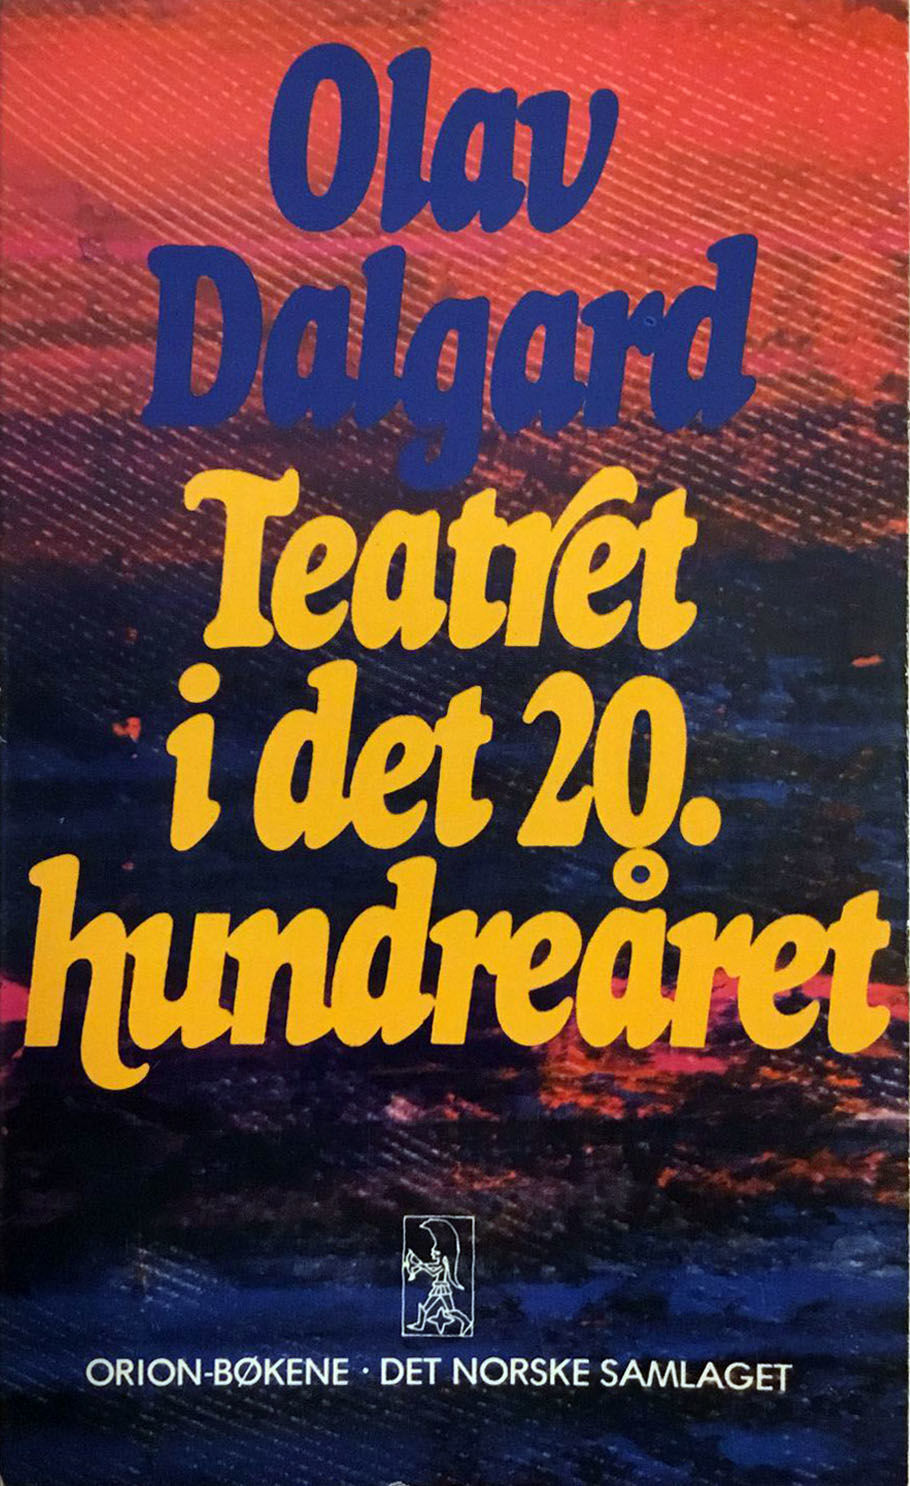 Olav
Dalgard
Teatret
i det 20.
hundreåret
ORION-BØKENE · DET NORSKE SAMLAGET